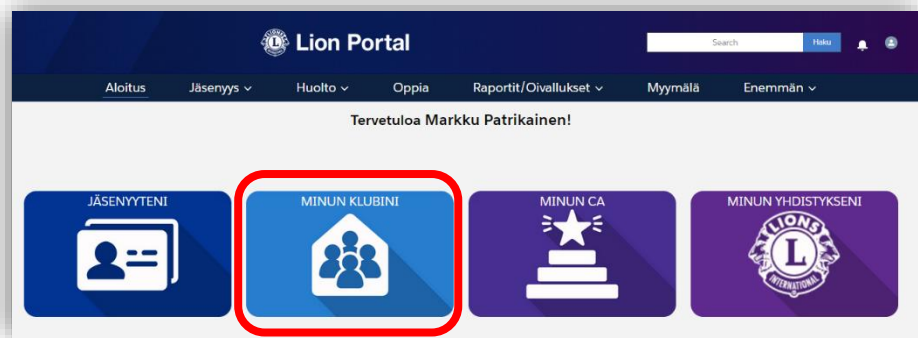 Lion Portal
Search
Haku
Aloitus Jäsenyys Huolto Oppia Raportit/Oivallukset Myymälä Enemmän
Tervetuloa Markku Patrikainen!
JÄSENYYTENI
MINUN KLUBINI
MINUN CA
MINUN YHDISTYKSENI
LIONS
L
INTERNATIONAL